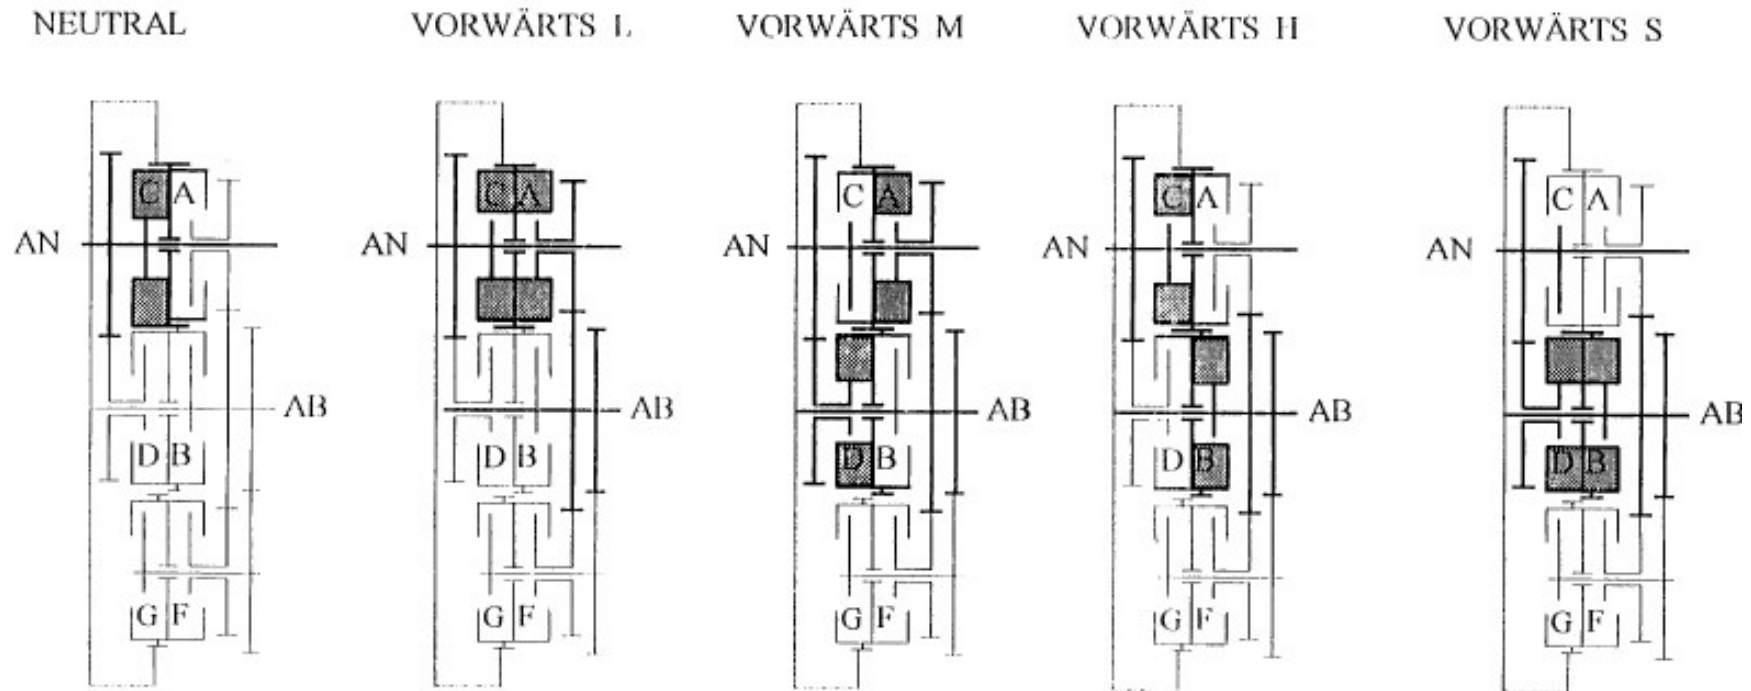 NEUTRAL VORWÄRTS L VORWÄRTS M VORWÄRTS H VORWÄRTS S
C A C A C A C A C A
AN AN AN AN AN
AB AB AB AB AB
D B D B D B D B D B
G F G F G F G F G F